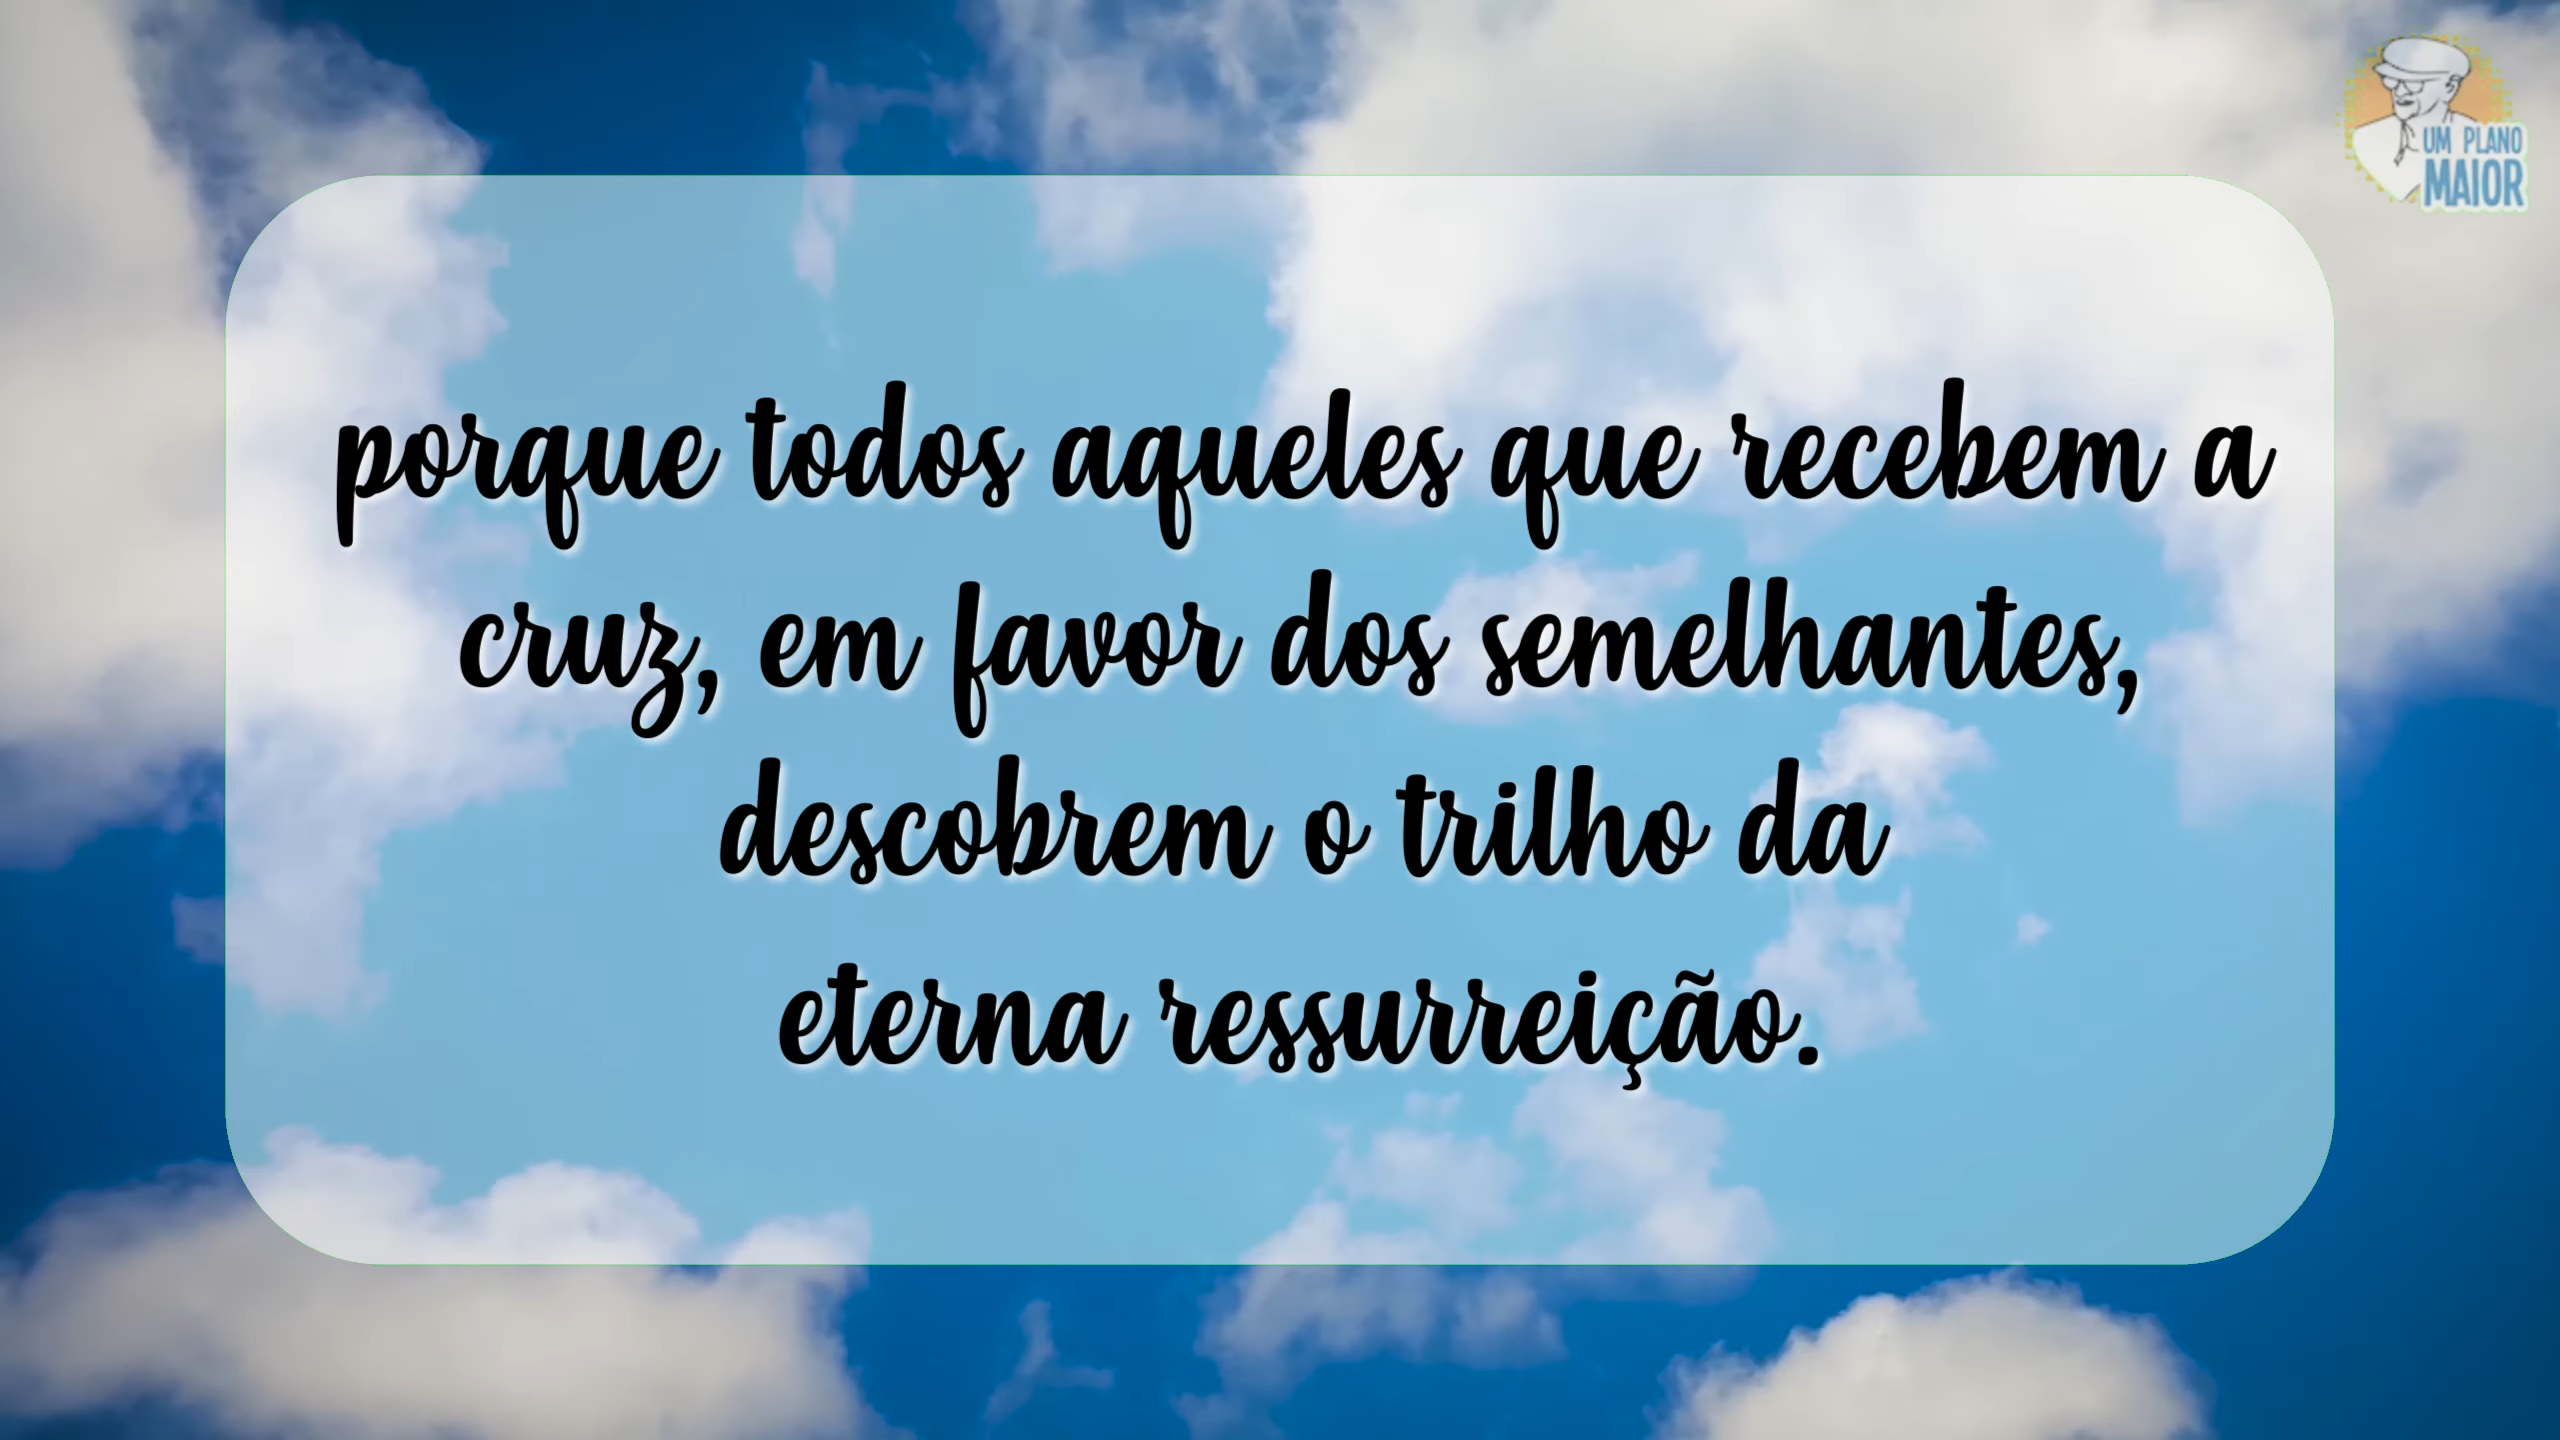 UM PLANO
MAIOR
porque todos aqueles que recebem a
cruz, em favor dos semelhantes,
descobrem o trilho da
eterna ressurreição.